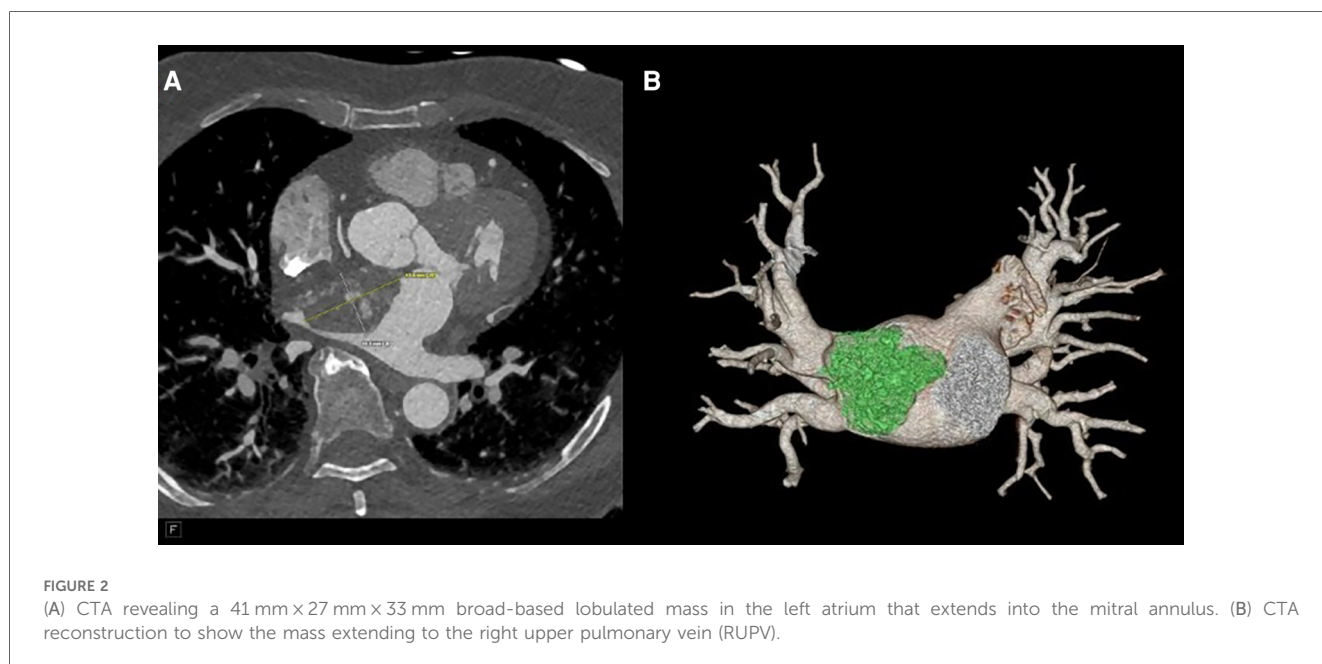 A
B
F
FIGURE 2
(A) CTA revealing a 41 mm × 27 mm × 33 mm broad-based lobulated mass in the left atrium that extends into the mitral annulus. (B) CTA
reconstruction to show the mass extending to the right upper pulmonary vein (RUPV).